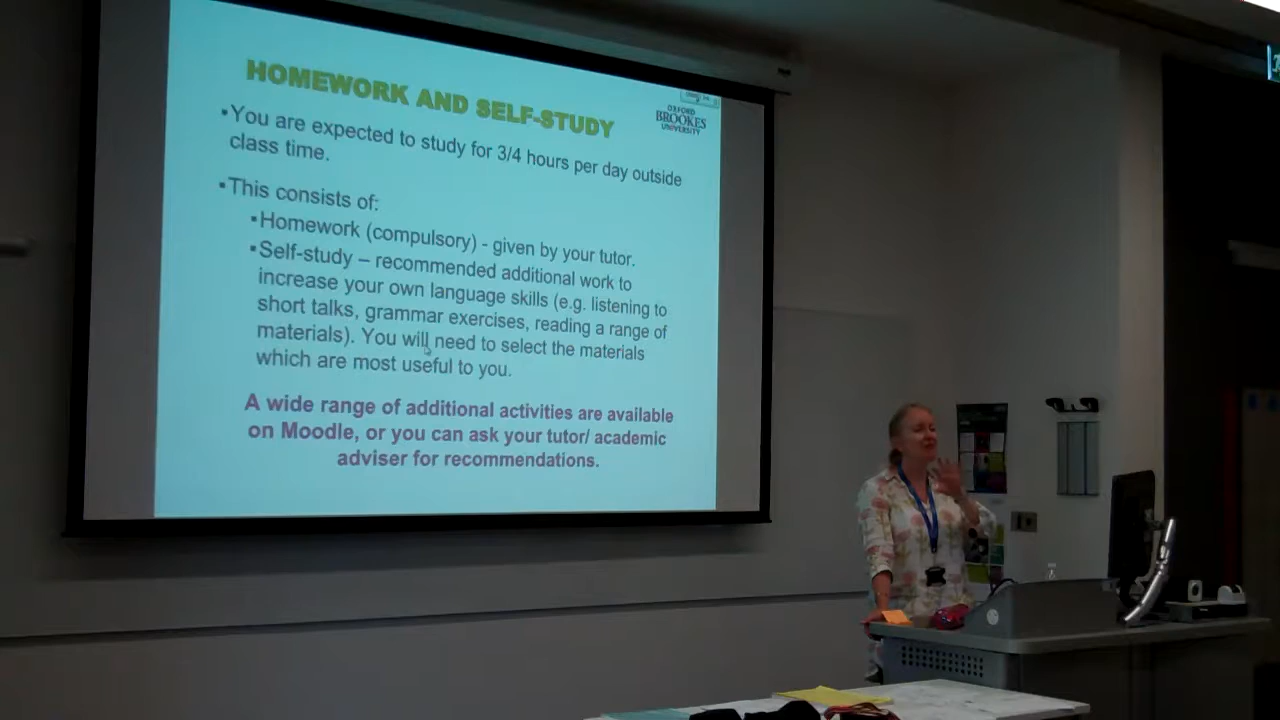 HOMEWORK AND SELF-STUDY
OXFORD
BROOKES
UNIVERSITY
▪You are expected to study for 3/4 hours per day outside
class time.
▪This consists of:
▪Homework (compulsory) - given by your tutor.
▪Self-study – recommended additional work to
increase your own language skills (e.g. listening to
short talks, grammar exercises, reading a range of
materials). You will need to select the materials
which are most useful to you.
A wide range of additional activities are available
on Moodle, or you can ask your tutor/ academic
adviser for recommendations.